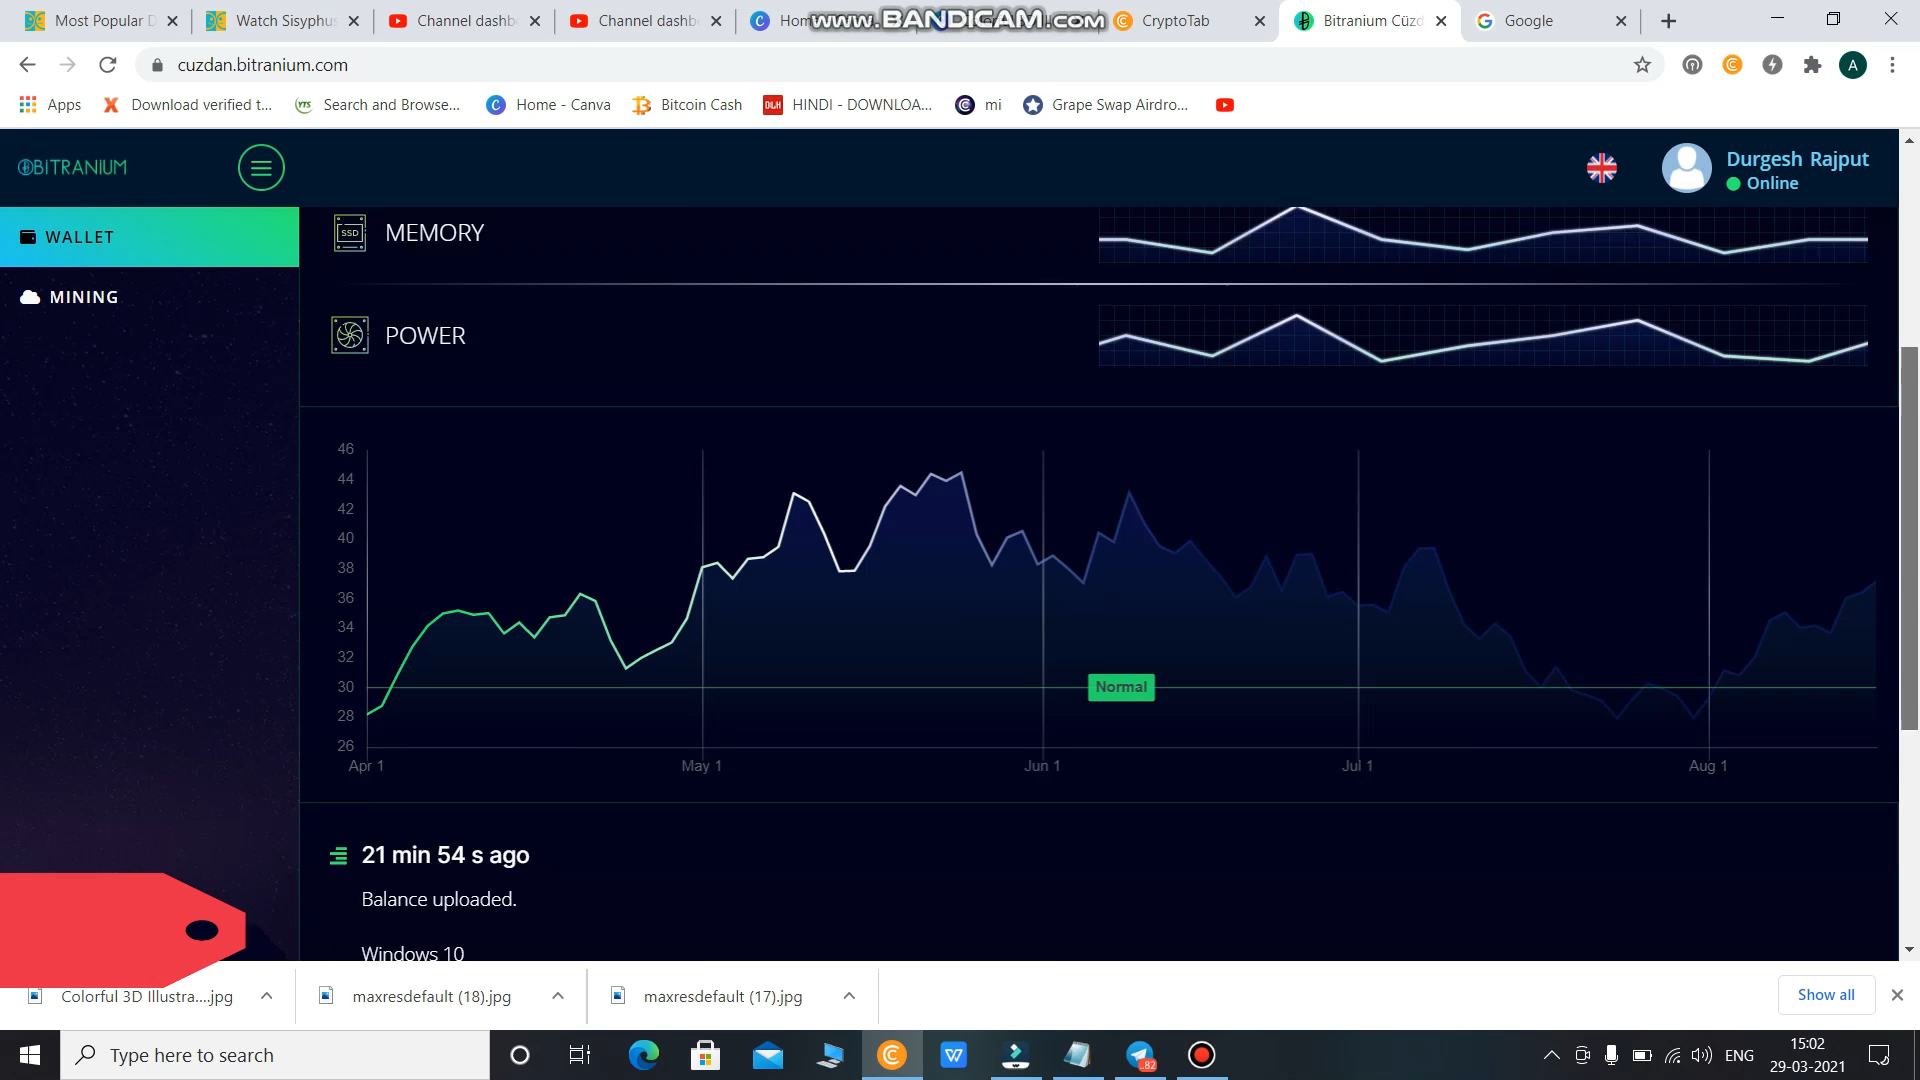 Most Popular D
Watch Sisyphus
Channel dashb
Channel dashb
Hom
www.BANDICAM.com
CryptoTab
Bitranium Cüzd
Google
cuzdan.bitranium.com
A
Apps
Download verified t...
Search and Browse...
Home - Canva
Bitcoin Cash
HINDI - DOWNLOA...
mi
Grape Swap Airdro...
BITRANIUM
Durgesh Rajput
Online
WALLET
MINING
SSD
MEMORY
POWER
46
44
42
40
38
36
34
32
30
28
26
Normal
Apr 1
May 1
Jun 1
Jul 1
Aug 1
21 min 54 s ago
Balance uploaded.
Windows 10
Colorful 3D Illustra....jpg
maxresdefault (18).jpg
maxresdefault (17).jpg
Show all
Type here to search
82
ENG
15:02
29-03-2021